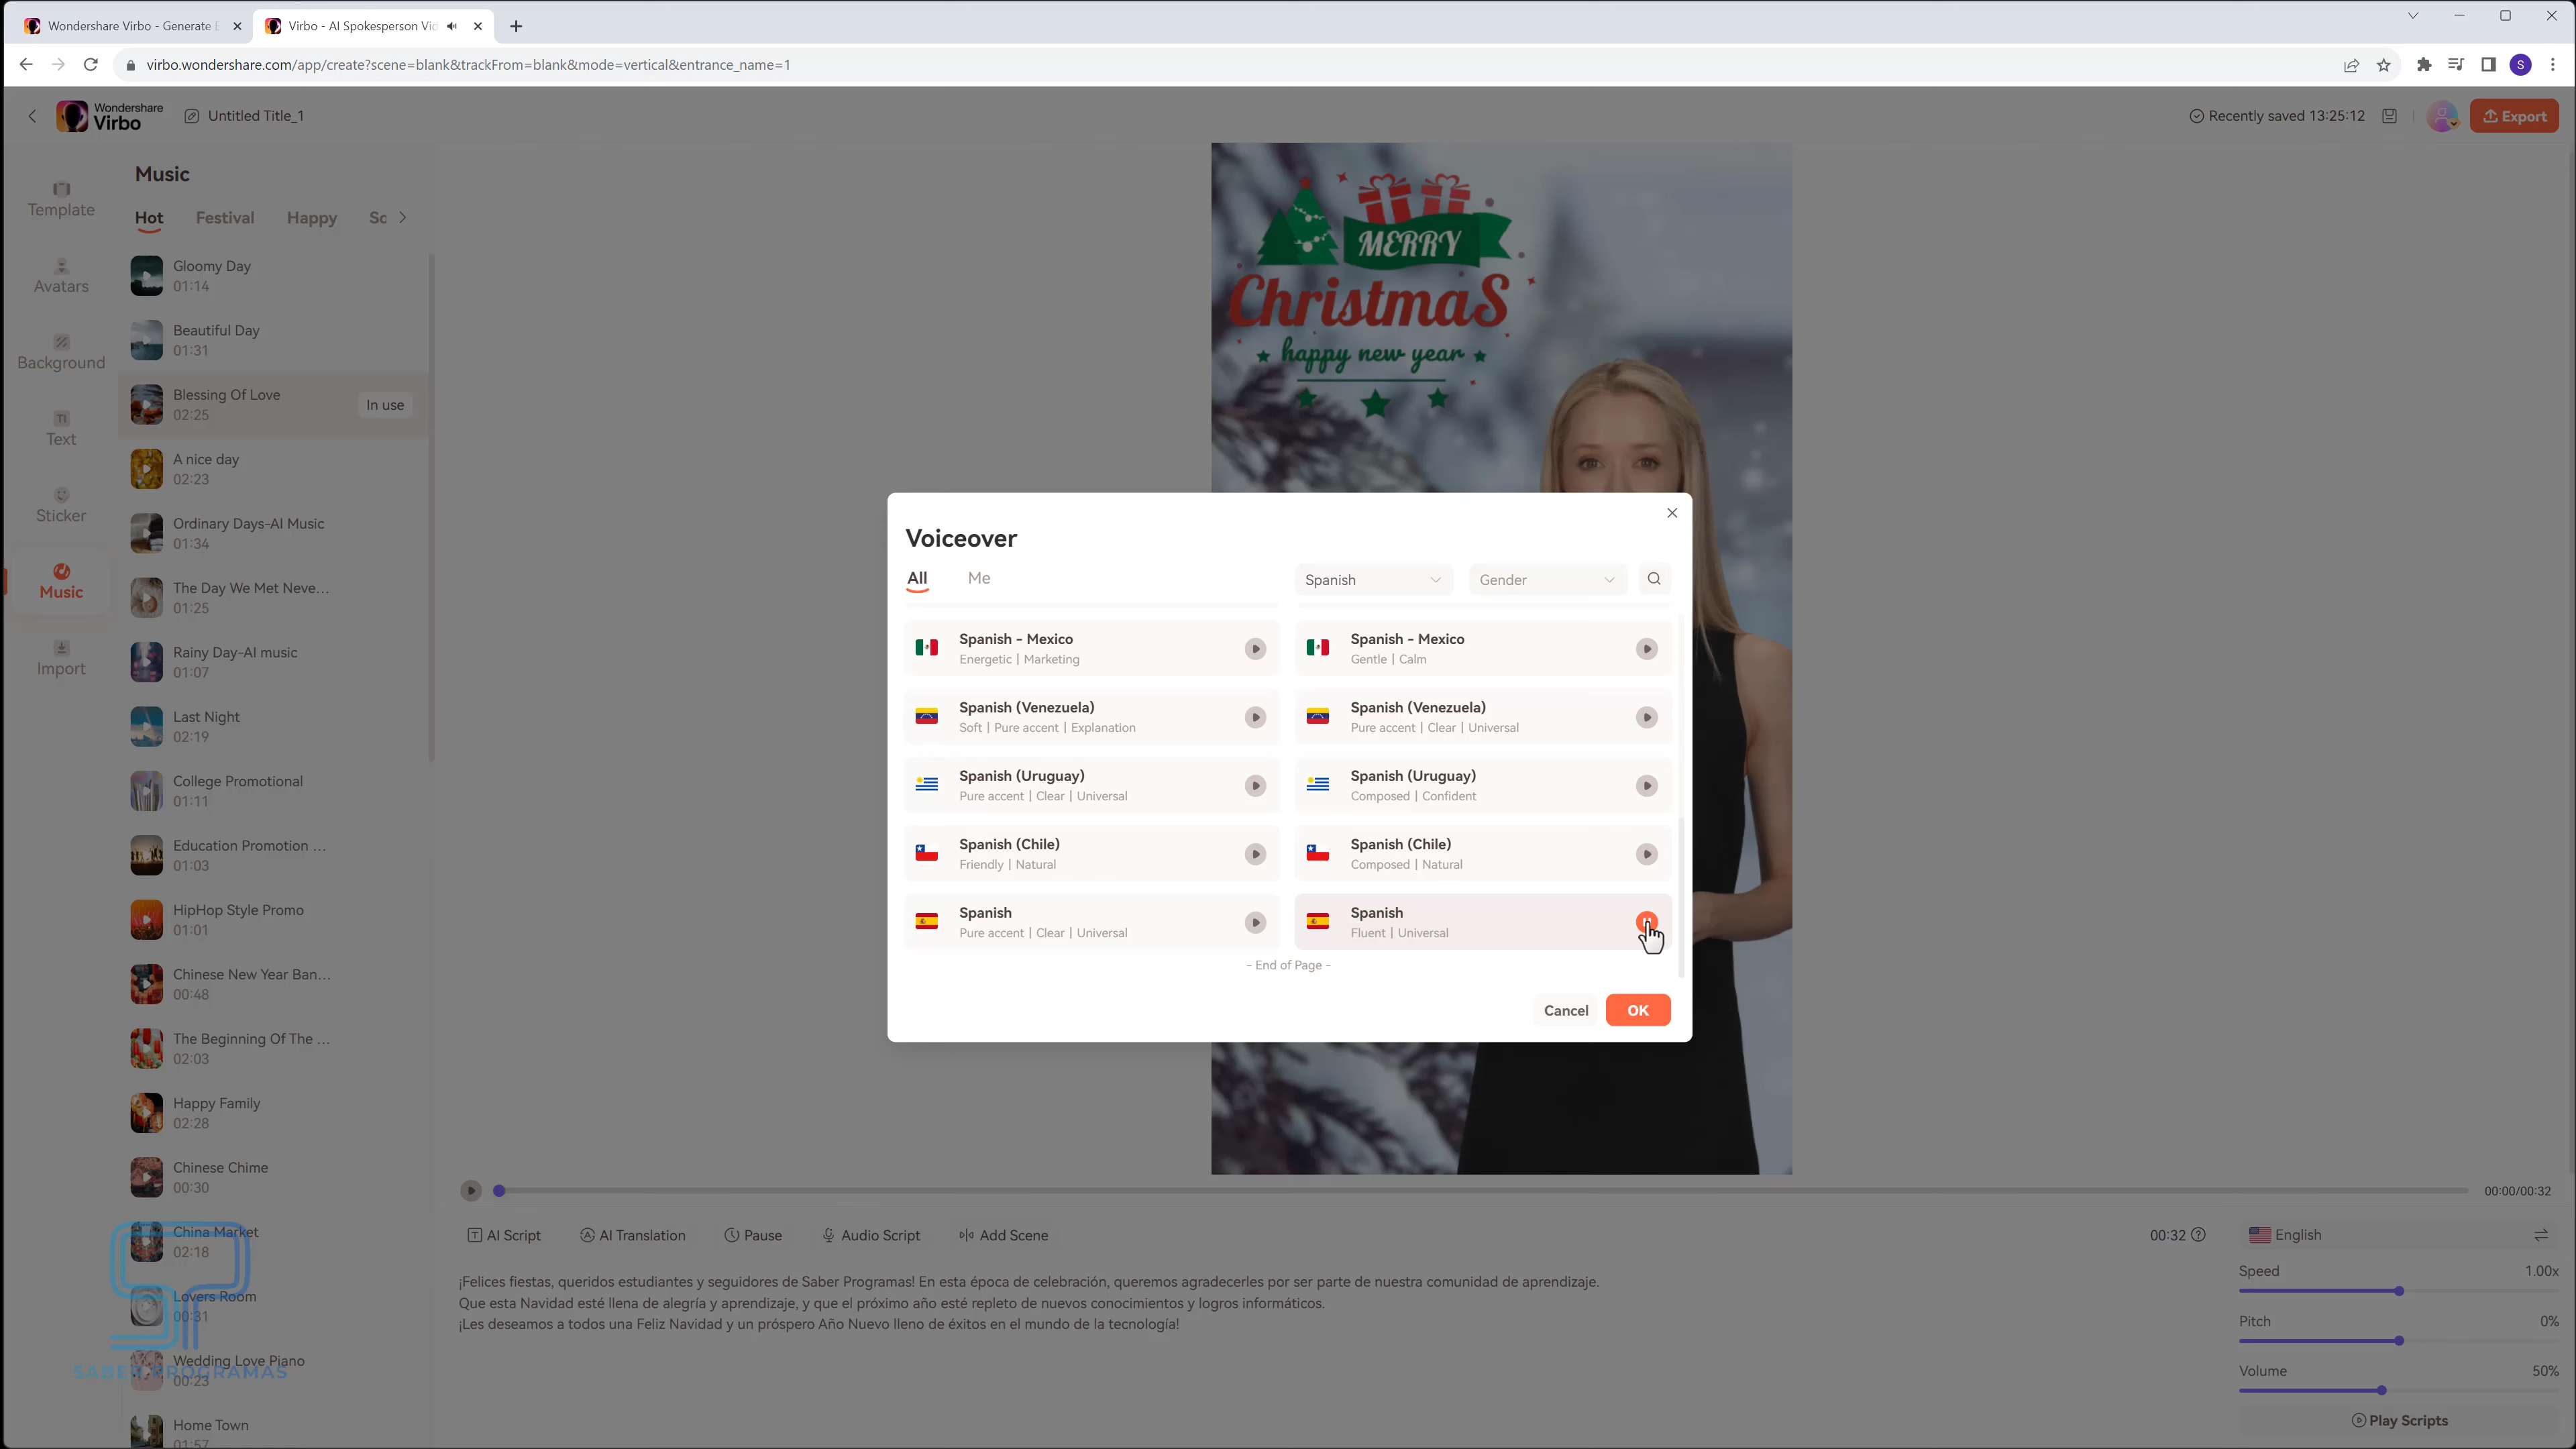 Wondershare Virbo - Generate
Virbo - AI Spokesperson Vid
virbo.wondershare.com/app/create?scene=blank&trackFrom=blank&mode=vertical&entrance_name=1
S
Wondershare
Virbo
Untitled Title_1
Recently saved 13:25:12
Export
Template
Avatars
Background
Text
Sticker
Music
Import
Music
Hot Festival Happy Sc
Gloomy Day
01:14
Beautiful Day
01:31
Blessing Of Love
02:25
In use
A nice day
02:23
Ordinary Days-AI Music
01:34
The Day We Met Neve...
01:25
Rainy Day-AI music
01:07
Last Night
02:19
College Promotional
01:11
Education Promotion ...
01:03
HipHop Style Promo
01:01
Chinese New Year Ban...
00:48
The Beginning Of The ...
02:03
Happy Family
02:28
Chinese Chime
00:30
China Market
02:18
Lovers Room
00:31
Wedding Love Piano
00:23
Home Town
01:57
SABER PROGRAMAS
MERRY
ChristmaS
happy new year
Voiceover
All Me
Spanish
Gender
Spanish - Mexico
Energetic | Marketing
Spanish - Mexico
Gentle | Calm
Spanish (Venezuela)
Soft | Pure accent | Explanation
Spanish (Venezuela)
Pure accent | Clear | Universal
Spanish (Uruguay)
Pure accent | Clear | Universal
Spanish (Uruguay)
Composed | Confident
Spanish (Chile)
Friendly | Natural
Spanish (Chile)
Composed | Natural
Spanish
Pure accent | Clear | Universal
Spanish
Fluent | Universal
- End of Page -
Cancel
OK
00:00/00:32
AI Script
AI Translation
Pause
Audio Script
Add Scene
00:32
¡Felices fiestas, queridos estudiantes y seguidores de Saber Programas! En esta época de celebración, queremos agradecerles por ser parte de nuestra comunidad de aprendizaje.
Que esta Navidad esté llena de alegría y aprendizaje, y que el próximo año esté repleto de nuevos conocimientos y logros informáticos.
¡Les deseamos a todos una Feliz Navidad y un próspero Año Nuevo lleno de éxitos en el mundo de la tecnología!
English
Speed 1.00x
Pitch 0%
Volume 50%
Play Scripts